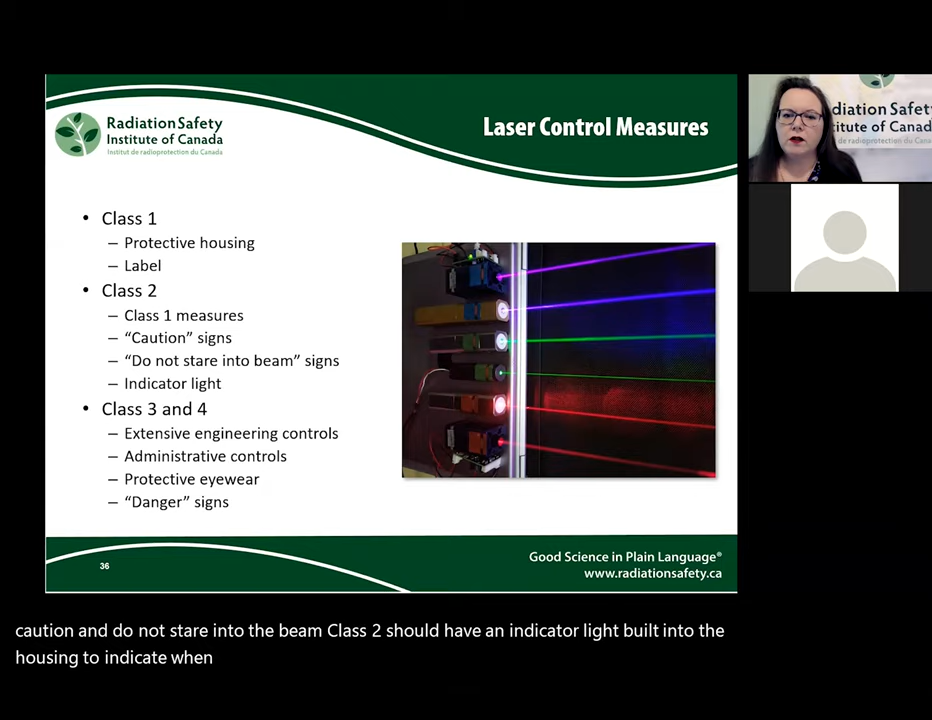 Radiation Safety
Institute of Canada
Institut de radioprotection du Canada
Laser Control Measures
• Class 1
– Protective housing
– Label
• Class 2
– Class 1 measures
– “Caution” signs
– “Do not stare into beam” signs
– Indicator light
• Class 3 and 4
– Extensive engineering controls
– Administrative controls
– Protective eyewear
– “Danger” signs
36
Good Science in Plain Language®
www.radiationsafety.ca
diation Safety
titute of Canad
de radioprotection du Cana
caution and do not stare into the beam Class 2 should have an indicator light built into the
housing to indicate when